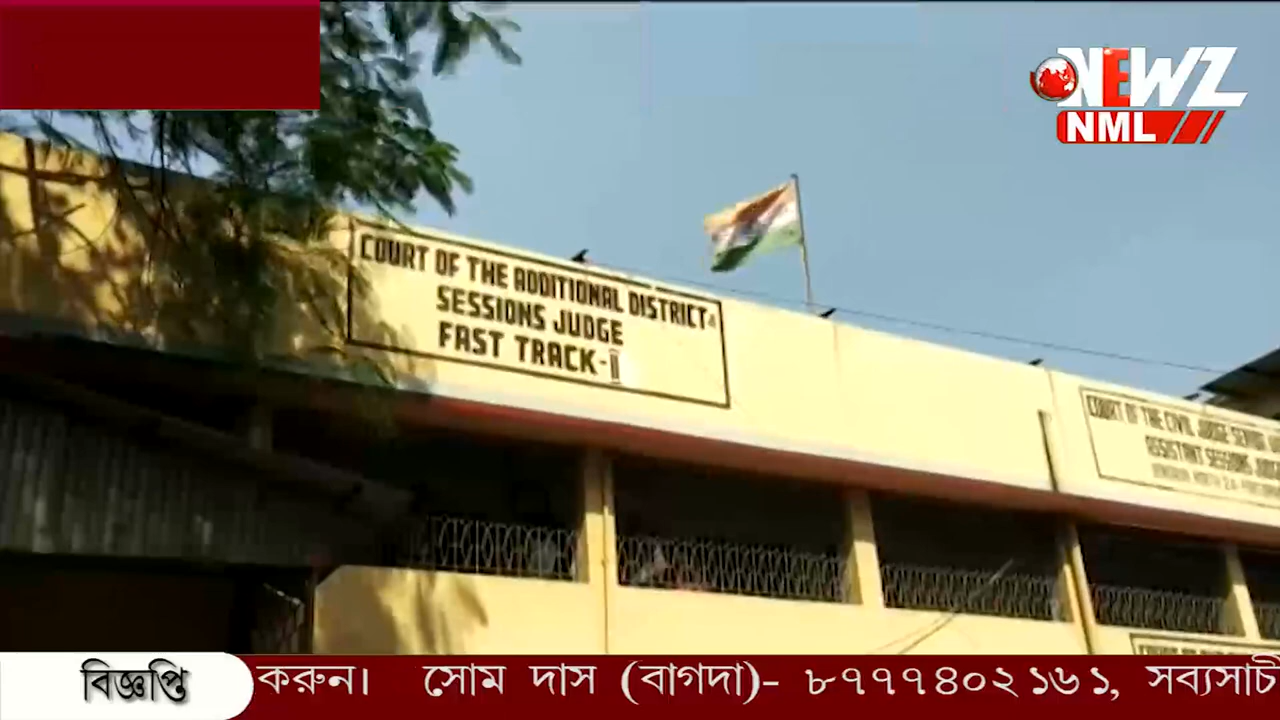 NEWZ
NML
COURT OF THE ADDITIONAL DISTRICT
SESSIONS JUDGE
FAST TRACK-I
COURT OF THE CIVIL JUDGE SENIOR
ASSISTANT SESSIONS JUDGE
বিজ্ঞপ্তি
করুন। সোম দাস (বাগদা)- ৮৭৭৭৪০২১৬১, সব্যসাচী